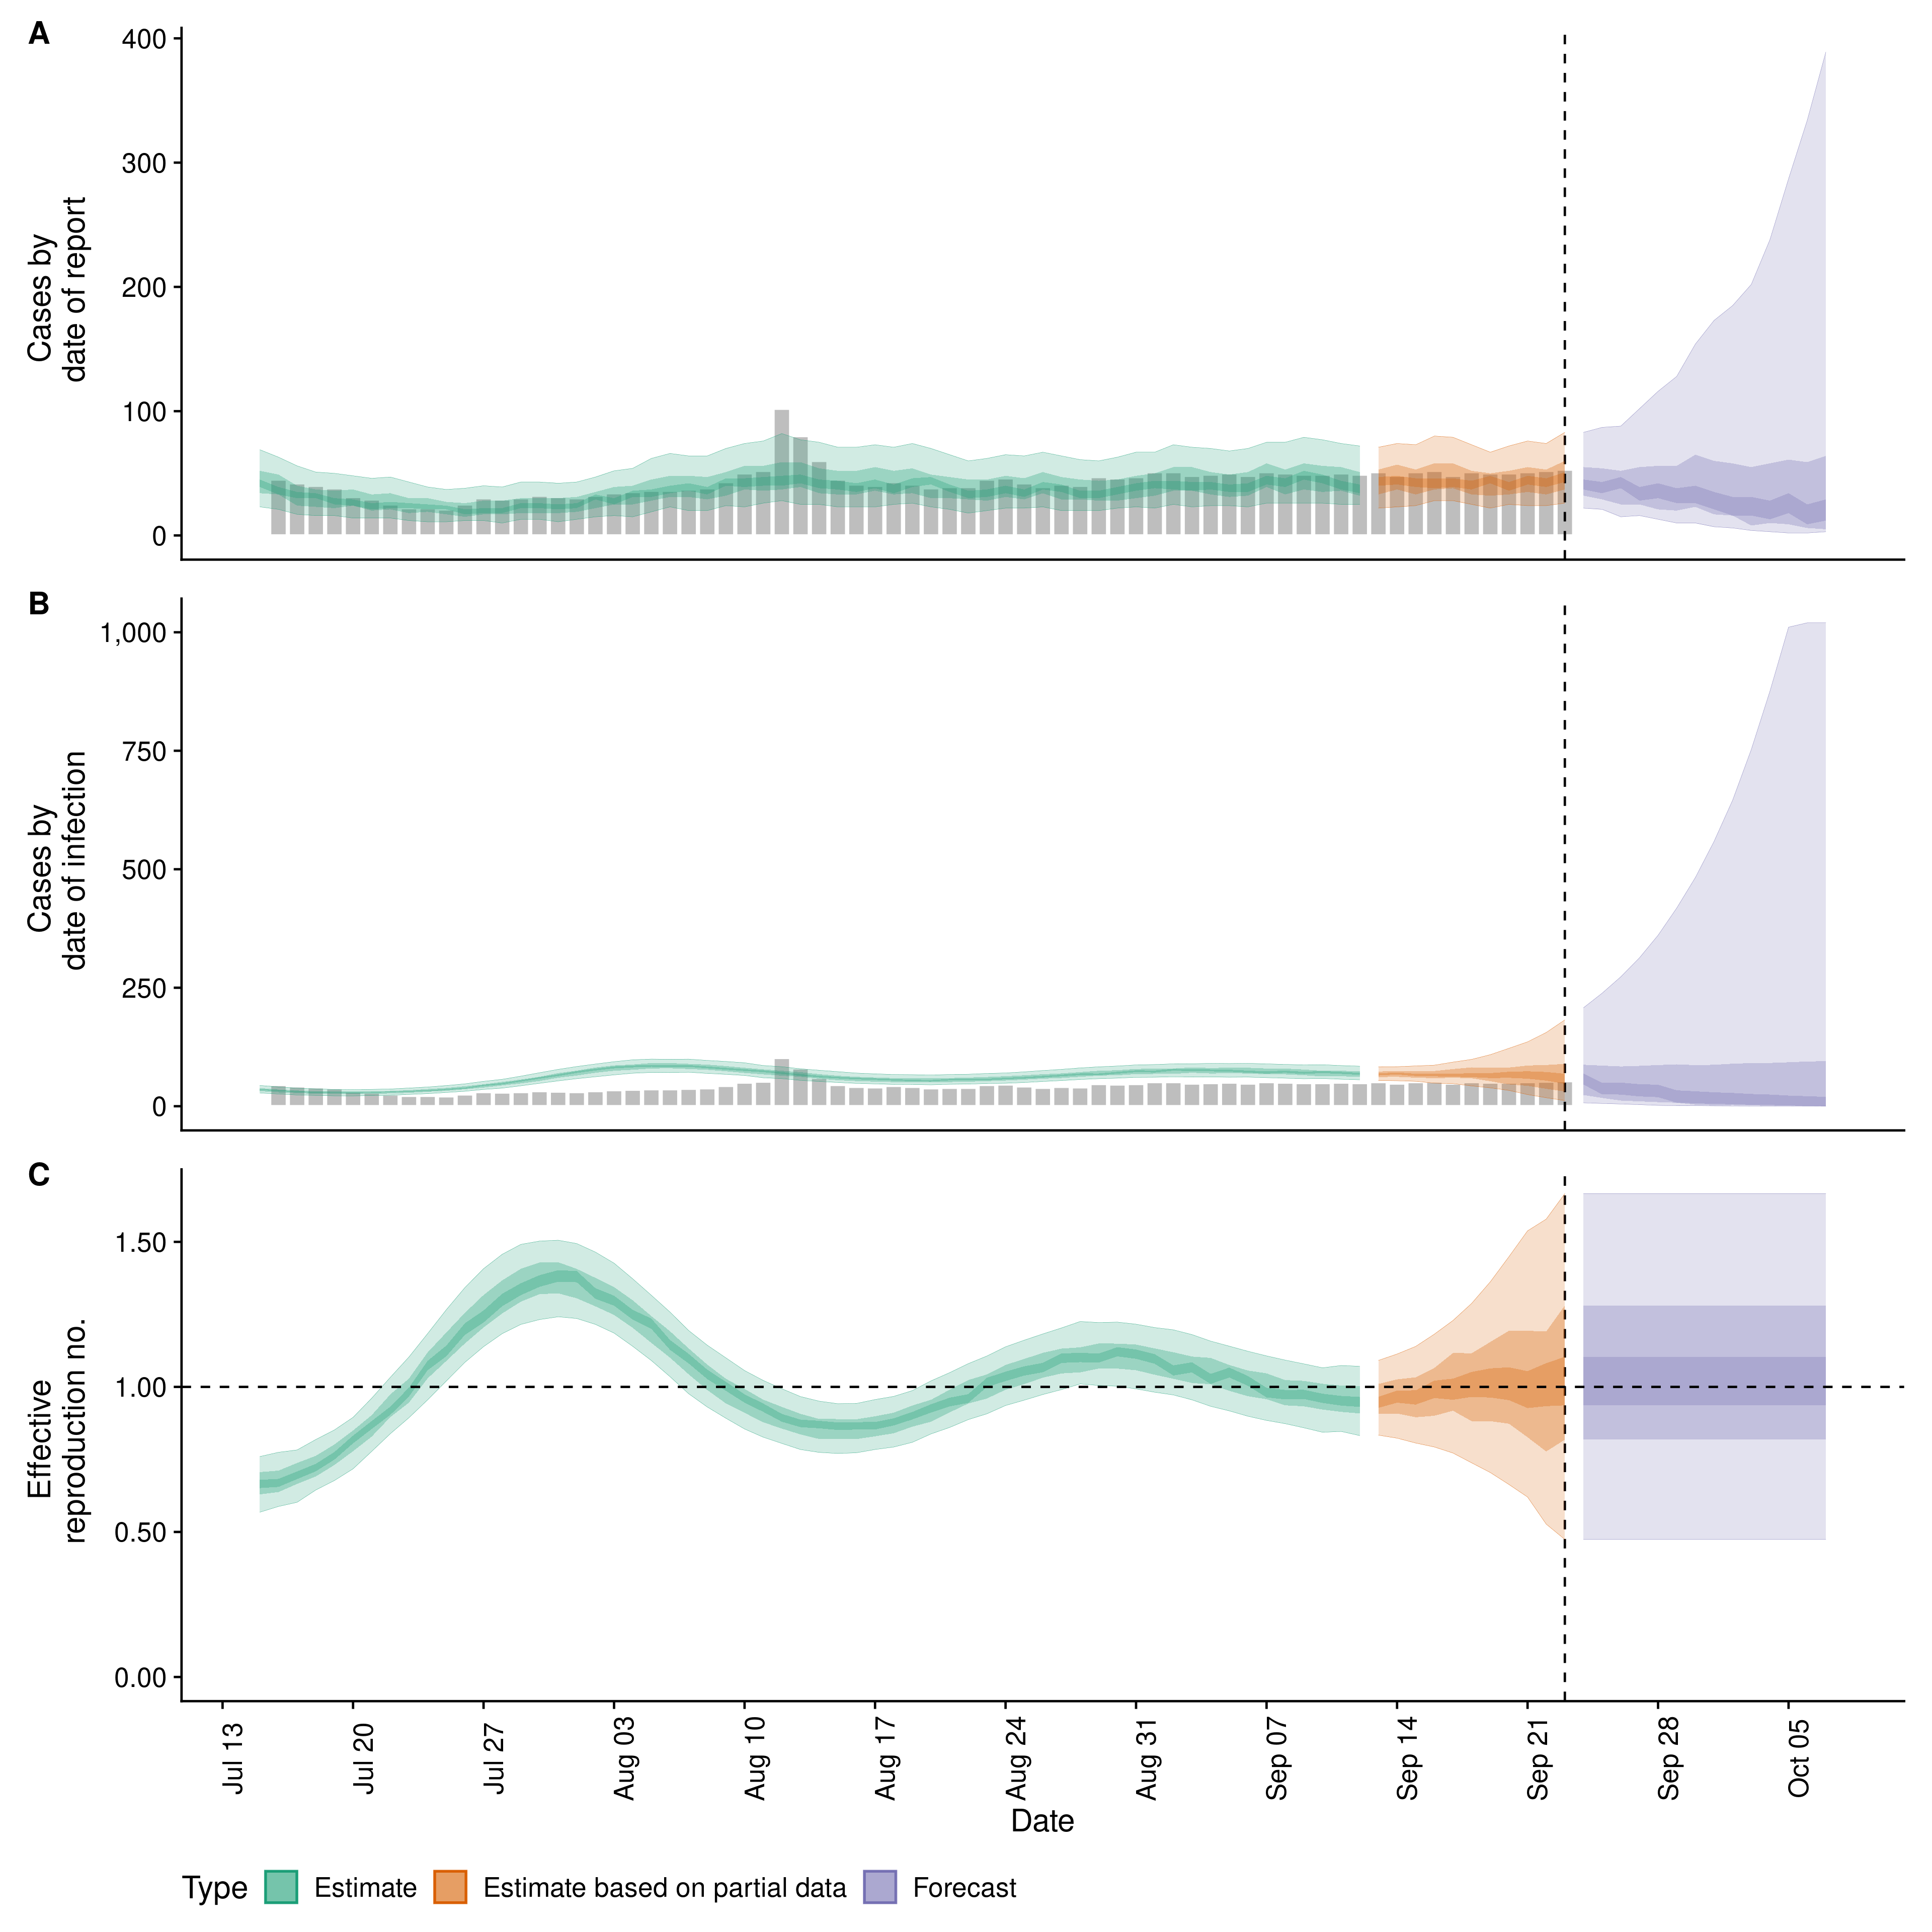 A
400
300
200
100
0
Cases by
date of report
B
1,000
750
500
250
0
Cases by
date of infection
C
1.50
1.00
0.50
0.00
Effective
reproduction no.
Jul 13
Jul 20
Jul 27
Aug 03
Aug 10
Aug 17
Aug 24
Aug 31
Sep 07
Sep 14
Sep 21
Sep 28
Oct 05
Date
Type Estimate Estimate based on partial data Forecast